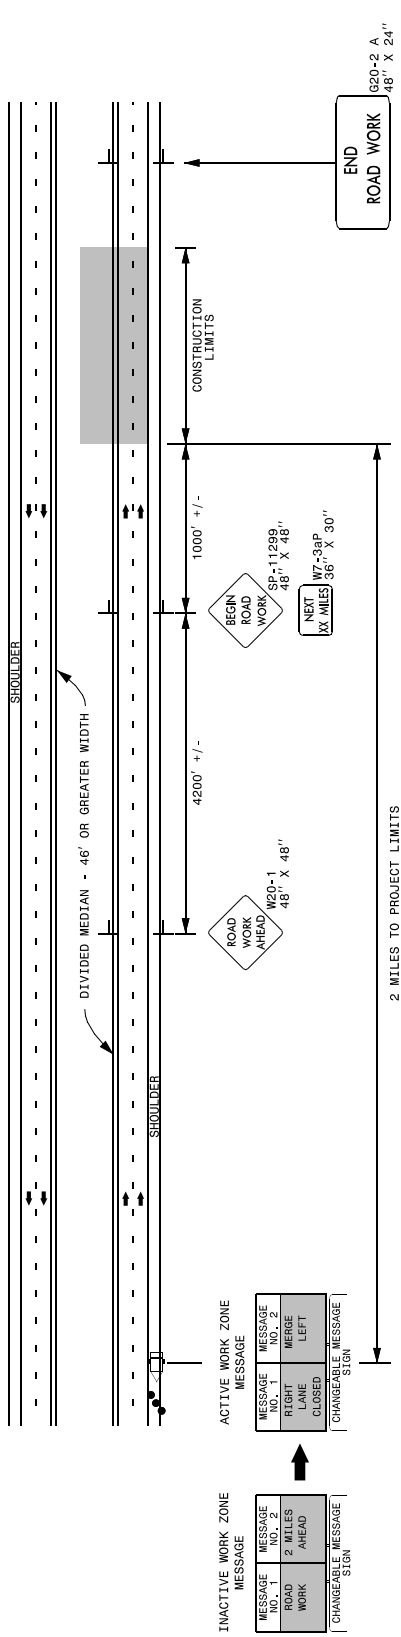 G20-2 A
48'' X 24''
END
ROAD WORK
CONSTRUCTION
LIMITS
1000' +/-
SP-11299
48'' X 48''
BEGIN
ROAD
WORK
W7-3aP
36'' X 30''
NEXT
XX MILES
SHOULDER
DIVIDED MEDIAN - 46' OR GREATER WIDTH
4200' +/-
W20-1
48'' X 48''
ROAD
WORK
AHEAD
2 MILES TO PROJECT LIMITS
SHOULDER
ACTIVE WORK ZONE
MESSAGE
MESSAGE
NO. 1
MESSAGE
NO. 2
RIGHT
LANE
CLOSED
MERGE
LEFT
CHANGEABLE MESSAGE
SIGN
INACTIVE WORK ZONE
MESSAGE
MESSAGE
NO. 1
MESSAGE
NO. 2
ROAD
WORK
2 MILES
AHEAD
CHANGEABLE MESSAGE
SIGN